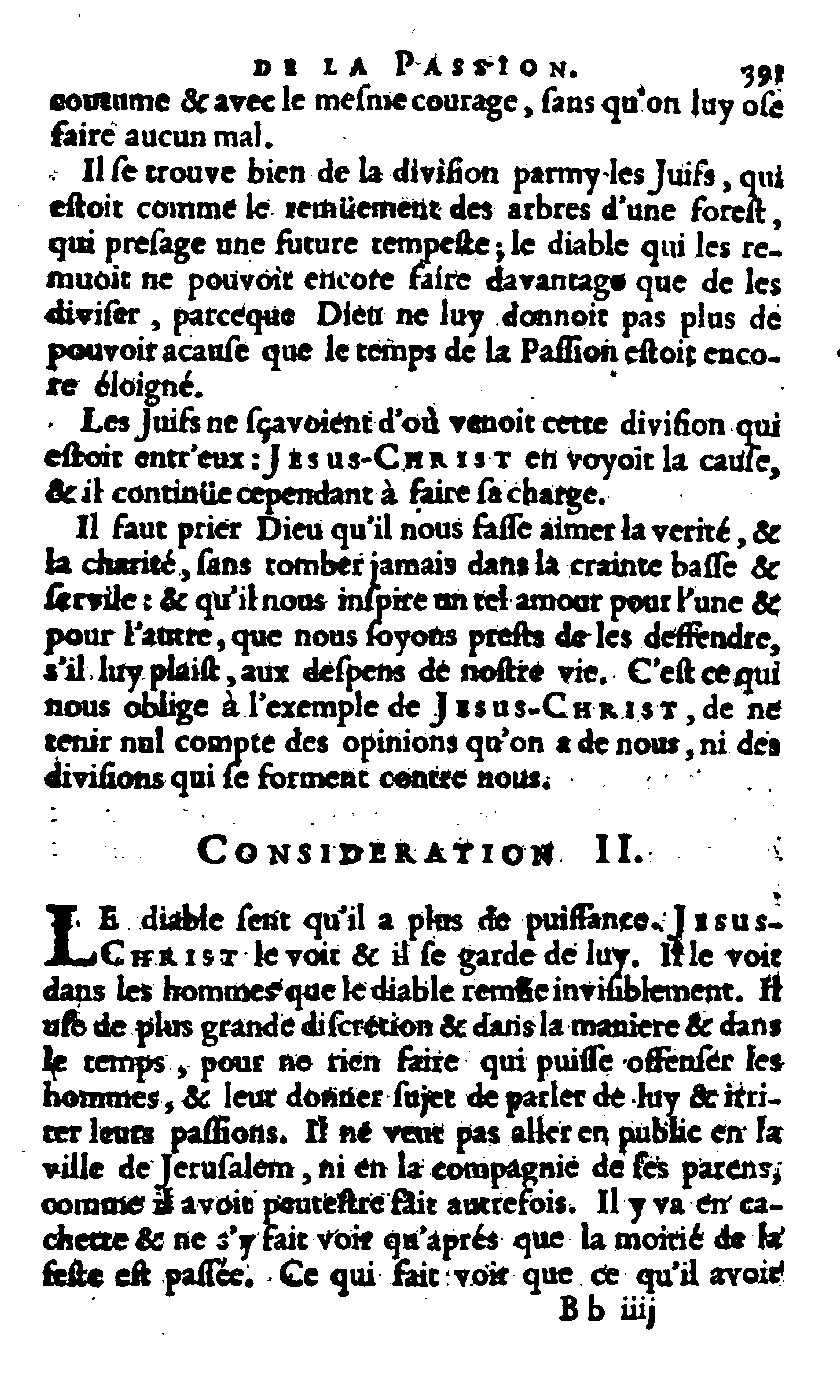 DE LA PASSION. 391
coutume & avec le meſme courage, ſans qu'on luy oſe
faire aucun mal.
Il ſe trouve bien de la diviſion parmy les Juifs, qui
eſtoit comme le remüement des arbres d'une foreſt,
qui preſage une future tempeſte; le diable qui les re-
muoit ne pouvoit encore faire davantage que de les
diviſer, parceque Dieu ne luy donnoit pas plus de
pouvoir acauſe que le temps de la Paſſion eſtoit enco-
re éloigné.
Les Juifs ne ſçavoient d'où venoit cette diviſion qui
eſtoit entr'eux: JESUS-CHRIST en voyoit la cauſe,
& il continüe cependant à faire ſa charge.
Il faut prier Dieu qu'il nous faſſe aimer la verité, &
la charité, ſans tomber jamais dans la crainte baſſe &
ſervile: & qu'il nous inſpire un tel amour pour l'une &
pour l'autre, que nous ſoyons preſts de les deffendre,
s'il luy plaiſt, aux deſpens de noſtre vie. C'eſt ce qui
nous oblige à l'exemple de JESUS-CHRIST, de ne
tenir nul compte des opinions qu'on a de nous, ni des
diviſions qui ſe forment contre nous.
CONSIDERATION II.
LE diable ſent qu'il a plus de puiſſance. JESUS-
CHRIST le voit & il ſe garde de luy. Il le voit
dans les hommes que le diable remüe inviſiblement. Il
uſe de plus grande diſcretion & dans la maniere & dans
le temps, pour ne rien faire qui puiſſe offenſer les
hommes, & leur donner ſujet de parler de luy & irri-
ter leurs paſſions. Il ne veut pas aller en public en la
ville de Jeruſalem, ni en la compagnie de ſes parens,
comme il avoit peuteſtre fait autrefois. Il y va en ca-
chette & ne s'y fait voir qu'aprés que la moitié de la
feſte eſt paſſée. Ce qui fait voir que ce qu'il avoit
Bb iiij